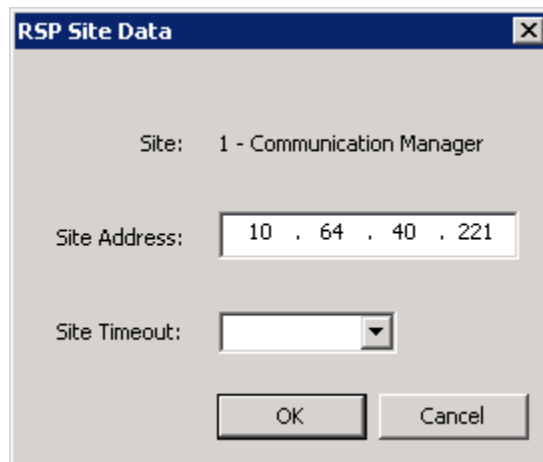 RSP Site Data
Site: 1 - Communication Manager
Site Address: 10 . 64 . 40 . 221
Site Timeout:
OK Cancel